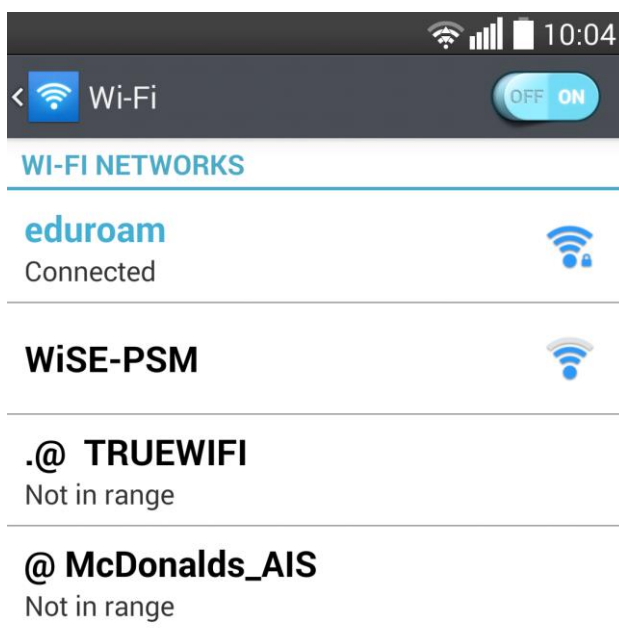 10:04
Wi-Fi
OFF ON
WI-FI NETWORKS
eduroam
Connected
WiSE-PSM
.@ TRUEWIFI
Not in range
@ McDonalds_AIS
Not in range